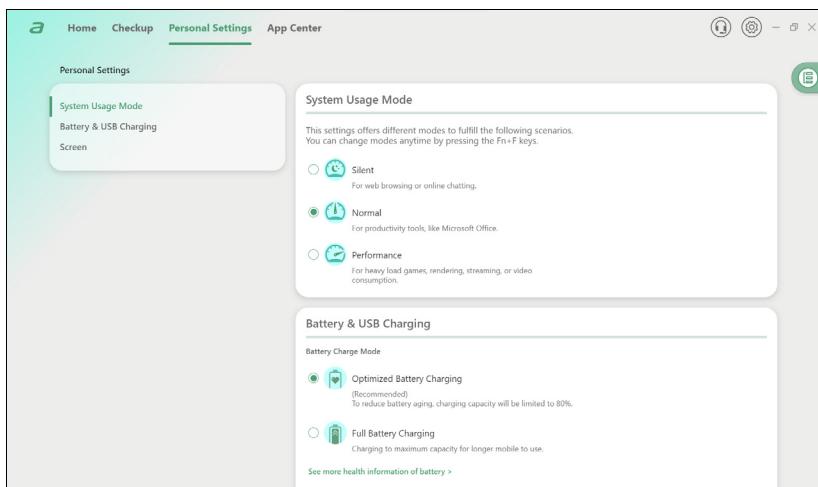 a Home Checkup Personal Settings App Center
Personal Settings
System Usage Mode
Battery & USB Charging
Screen
System Usage Mode
This settings offers different modes to fulfill the following scenarios.
You can change modes anytime by pressing the Fn+F keys.
Silent
For web browsing or online chatting.
Normal
For productivity tools, like Microsoft Office.
Performance
For heavy load games, rendering, streaming, or video
consumption.
Battery & USB Charging
Battery Charge Mode
Optimized Battery Charging
(Recommended)
To reduce battery aging, charging capacity will be limited to 80%.
Full Battery Charging
Charging to maximum capacity for longer mobile to use.
See more health information of battery >